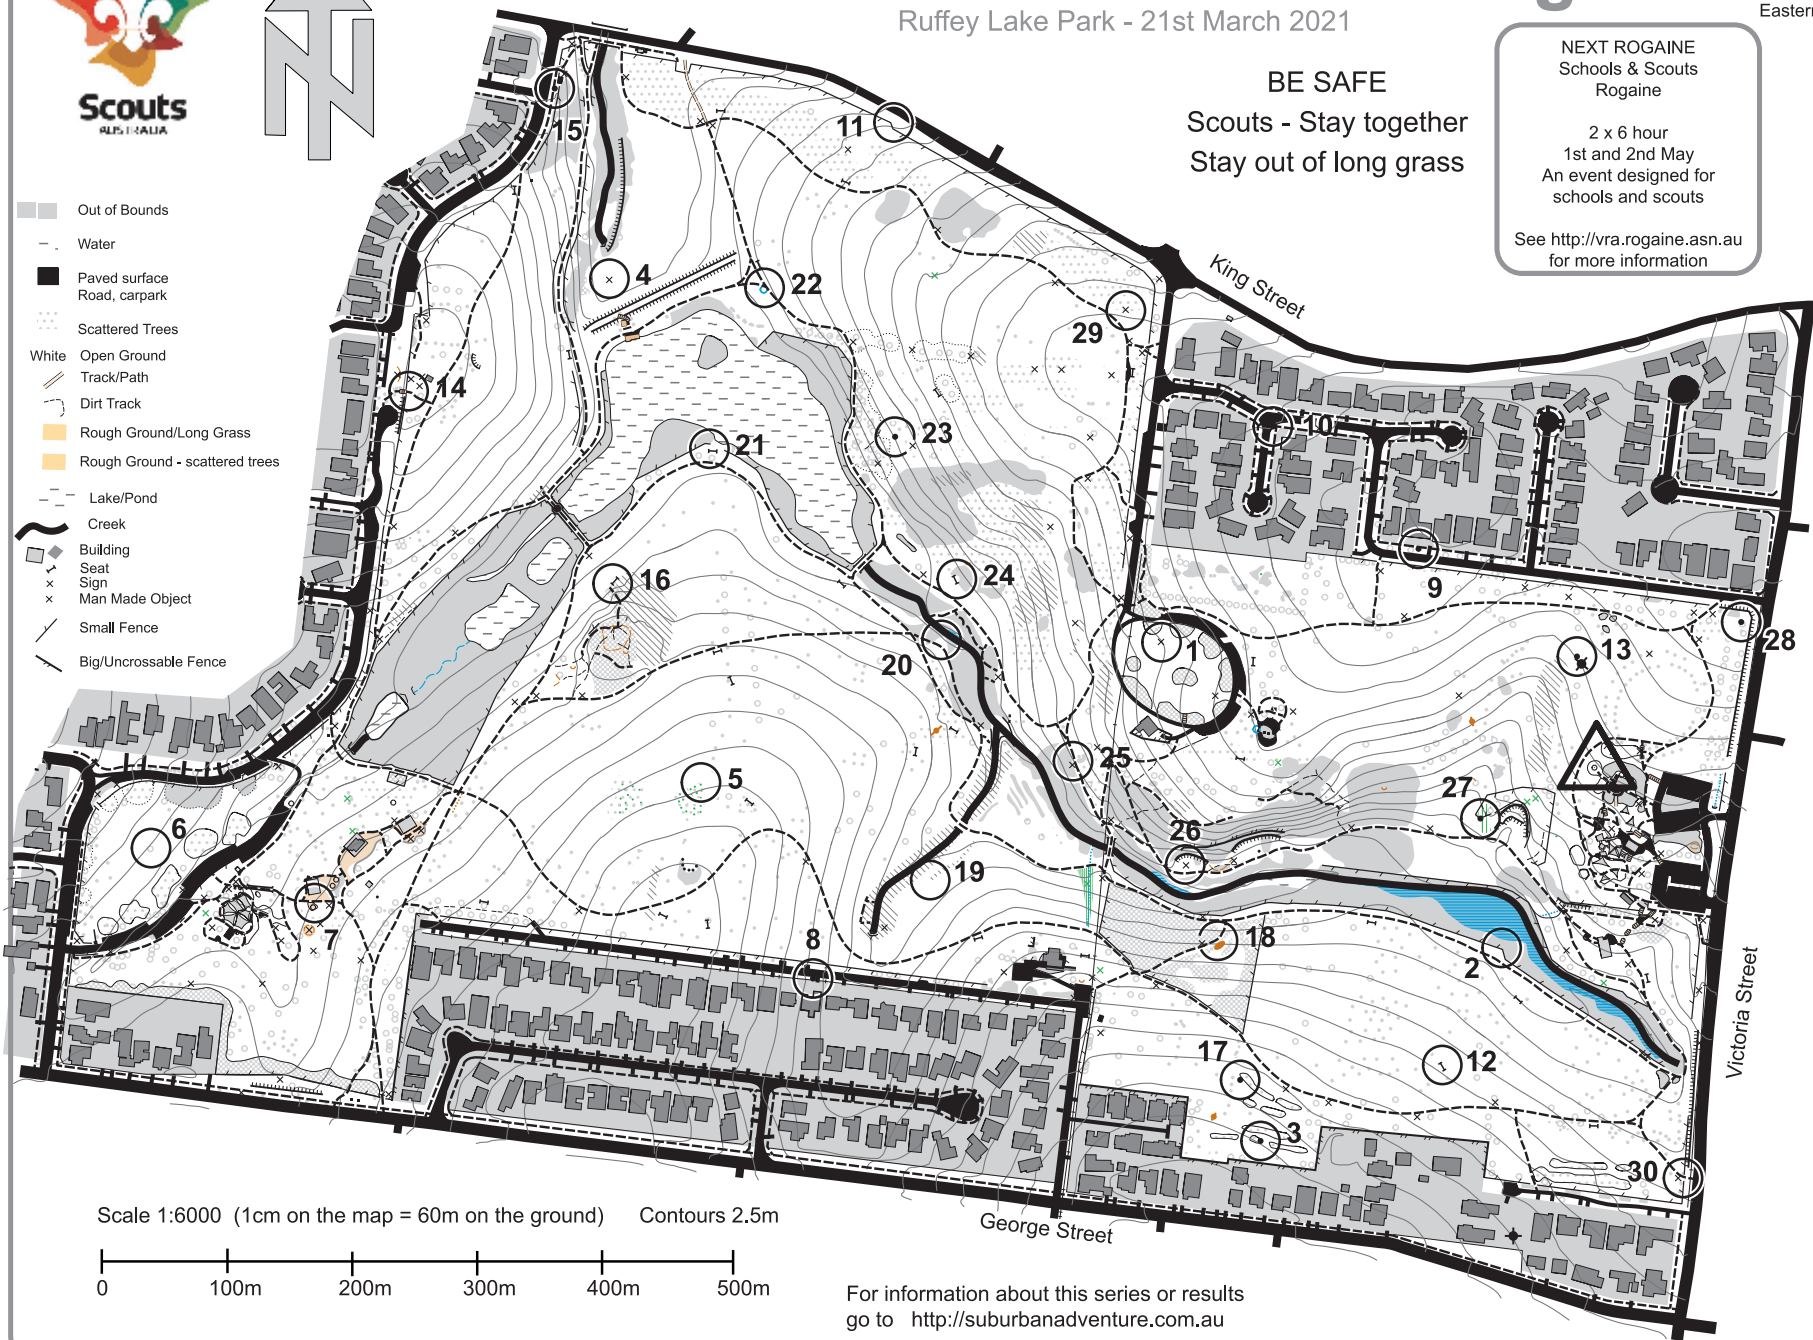 Ruffey Lake Park - 21st March 2021
Eastern
Scouts
AUSTRALIA
BE SAFE
Scouts - Stay together
Stay out of long grass
NEXT ROGAINE
Schools & Scouts
Rogaine
2 x 6 hour
1st and 2nd May
An event designed for
schools and scouts
See http://vra.rogaine.asn.au
for more information
Out of Bounds
Water
Paved surface
Road, carpark
Scattered Trees
White Open Ground
Track/Path
Dirt Track
Rough Ground/Long Grass
Rough Ground - scattered trees
Lake/Pond
Creek
Building
Seat
Sign
Man Made Object
Small Fence
Big/Uncrossable Fence
N
15
11
4
22
King Street
29
14
10
23
21
9
16
24
28
13
20
1
25
5
27
6
26
19
7
8
18
2
Victoria Street
17
12
3
30
George Street
Scale 1:6000 (1cm on the map = 60m on the ground) Contours 2.5m
0 100m 200m 300m 400m 500m
For information about this series or results
go to http://suburbanadventure.com.au